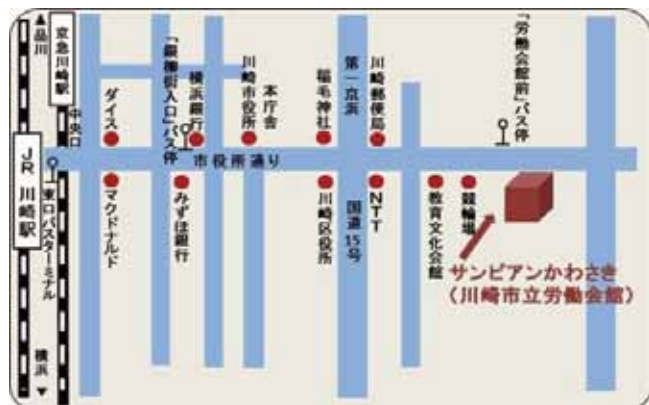 ▲品川
京急川崎駅
中央口
JR 川崎駅
東口バスターミナル
横浜▼
ダイス
「銀柳街入口」バス停
横浜銀行
川崎市役所
本庁舎
稲毛神社
第一京浜
川崎郵便局
「労働会館前」バス停
市役所通り
マクドナルド
みずほ銀行
川崎区役所
国道15号
NTT
教育文化会館
競輪場
サンピアンかわさき
(川崎市立労働会館)